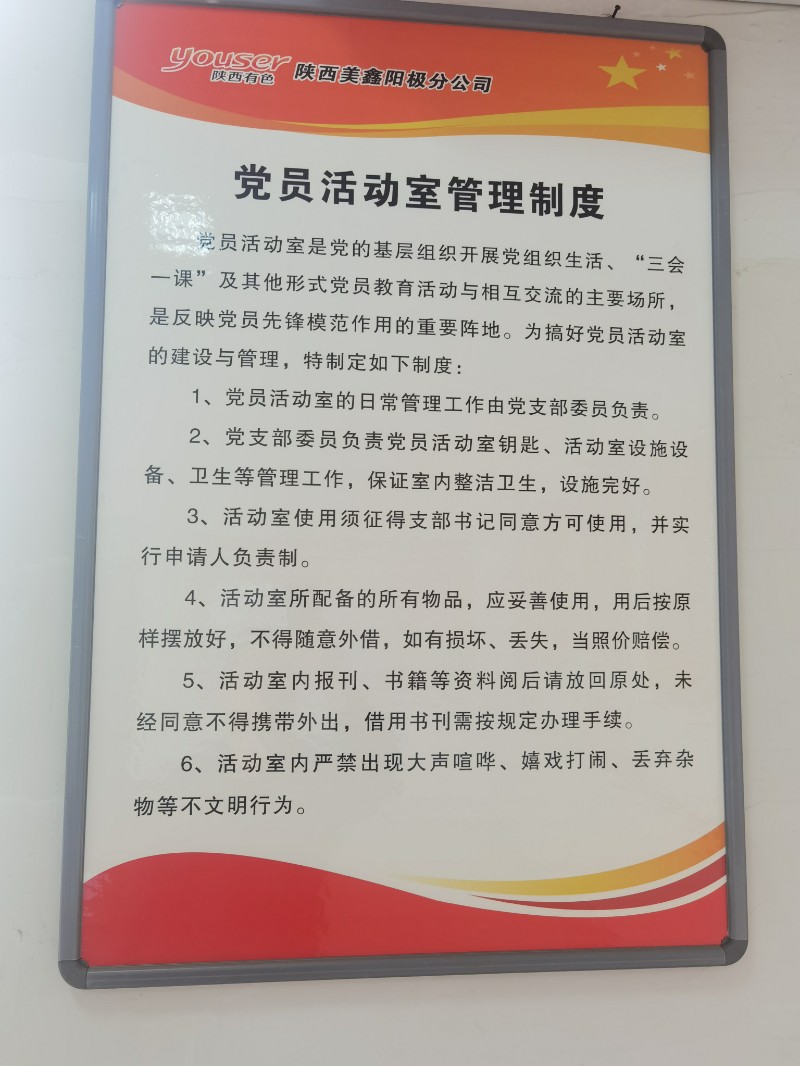 youser
陕西有色 陕西美鑫阳极分公司
党员活动室管理制度
党员活动室是党的基层组织开展党组织生活、“三会
一课”及其他形式党员教育活动与相互交流的主要场所，
是反映党员先锋模范作用的重要阵地。为搞好党员活动室
的建设与管理，特制定如下制度：
1、党员活动室的日常管理工作由党支部委员负责。
2、党支部委员负责党员活动室钥匙、活动室设施设
备、卫生等管理工作，保证室内整洁卫生，设施完好。
3、活动室使用须征得支部书记同意方可使用，并实
行申请人负责制。
4、活动室所配备的所有物品，应妥善使用，用后按原
样摆放好，不得随意外借，如有损坏、丢失，当照价赔偿。
5、活动室内报刊、书籍等资料阅后请放回原处，未
经同意不得携带外出，借用书刊需按规定办理手续。
6、活动室内严禁出现大声喧哗、嬉戏打闹、丢弃杂
物等不文明行为。